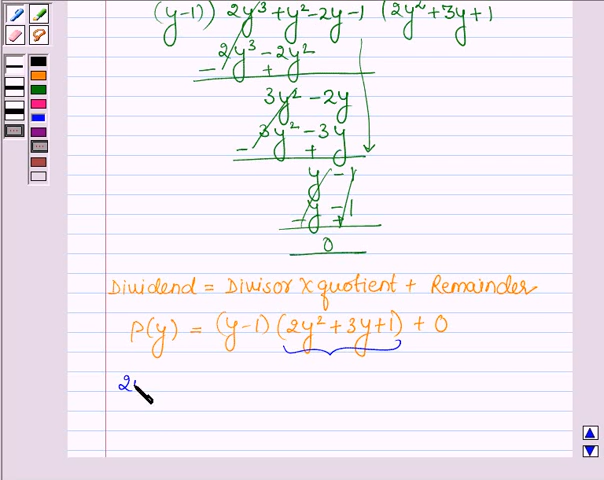 (y-1)) 2y³+y²-2y-1 (2y²+3y+1
2y³-2y²
- +
3y²-2y
3y²-3y
- +
y-1
y-1
- +
0
Dividend = Divisor X quotient + Remainder
P(y) = (y-1) (2y²+3y+1) + 0
2